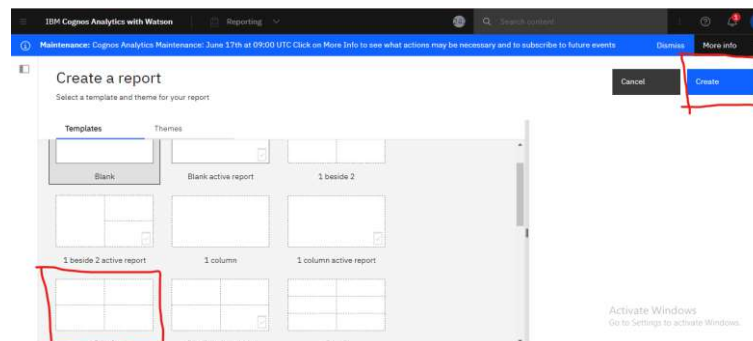 IBM Cognos Analytics with Watson
Reporting
Search content
Maintenance: Cognos Analytics Maintenance: June 17th at 09:00 UTC Click on More Info to see what actions may be necessary and to subscribe to future events
Dismiss
More info
Create a report
Cancel
Create
Select a template and theme for your report
Templates
Themes
Blank
Blank active report
1 beside 2
1 beside 2 active report
1 column
1 column active report
Activate Windows
Go to Settings to activate Windows.